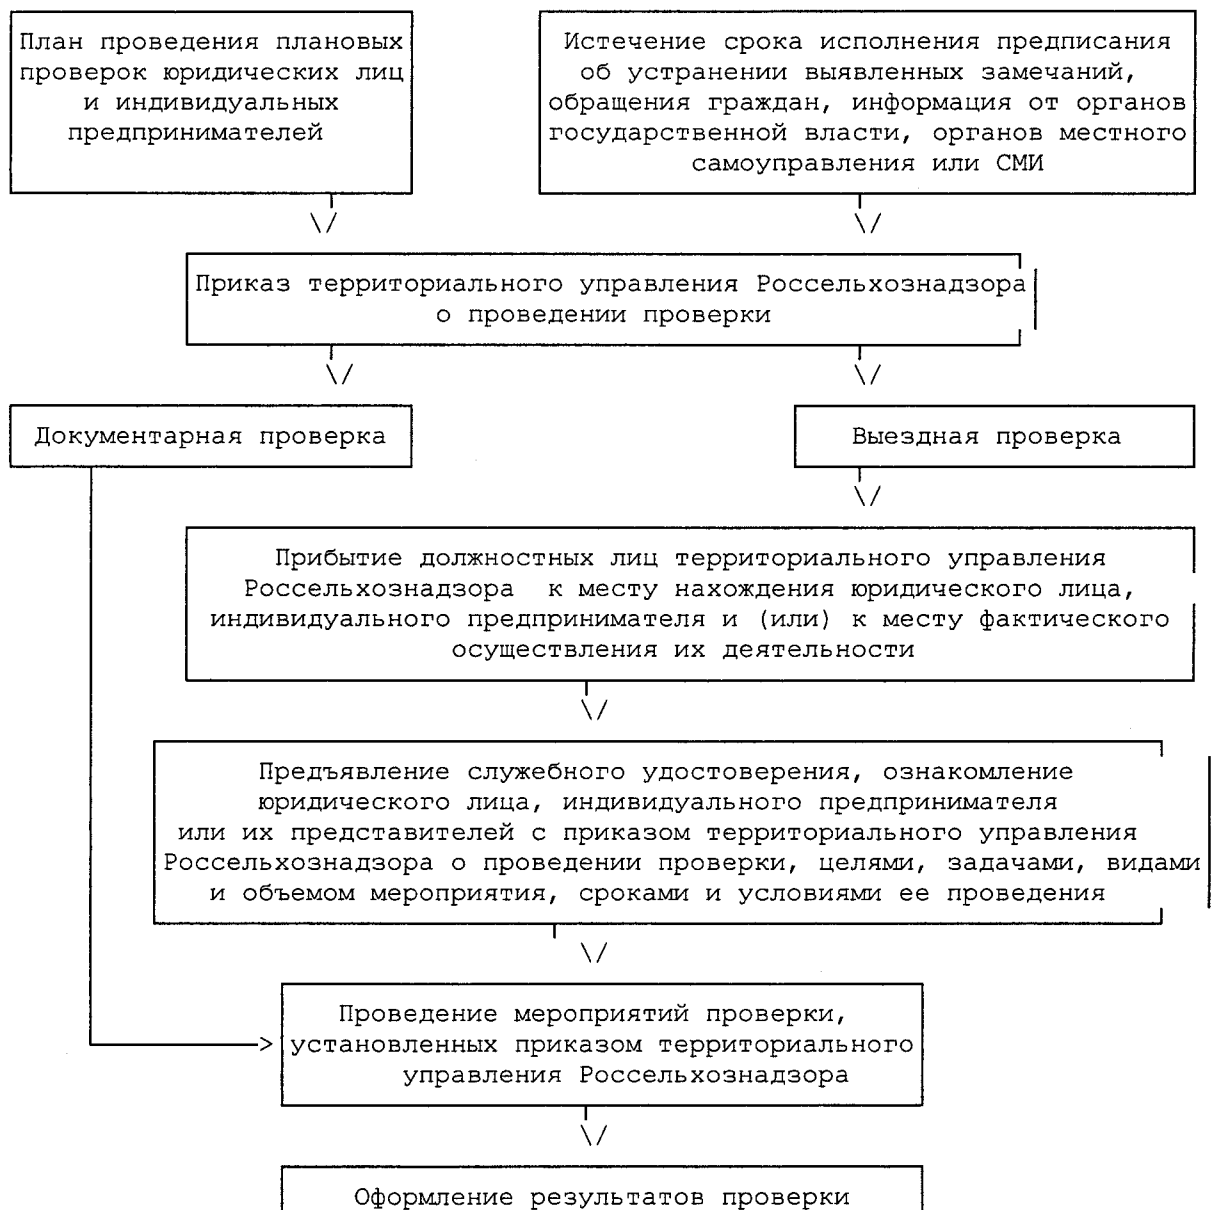 План проведения плановых
проверок юридических лиц
и индивидуальных
предпринимателей
Истечение срока исполнения предписания
об устранении выявленных замечаний,
обращения граждан, информация от органов
государственной власти, органов местного
самоуправления или СМИ
Приказ территориального управления Россельхознадзора
о проведении проверки
Документарная проверка
Выездная проверка
Прибытие должностных лиц территориального управления
Россельхознадзора к месту нахождения юридического лица,
индивидуального предпринимателя и (или) к месту фактического
осуществления их деятельности
Предъявление служебного удостоверения, ознакомление
юридического лица, индивидуального предпринимателя
или их представителей с приказом территориального управления
Россельхознадзора о проведении проверки, целями, задачами, видами
и объемом мероприятия, сроками и условиями ее проведения
Проведение мероприятий проверки,
установленных приказом территориального
управления Россельхознадзора
Оформление результатов проверки